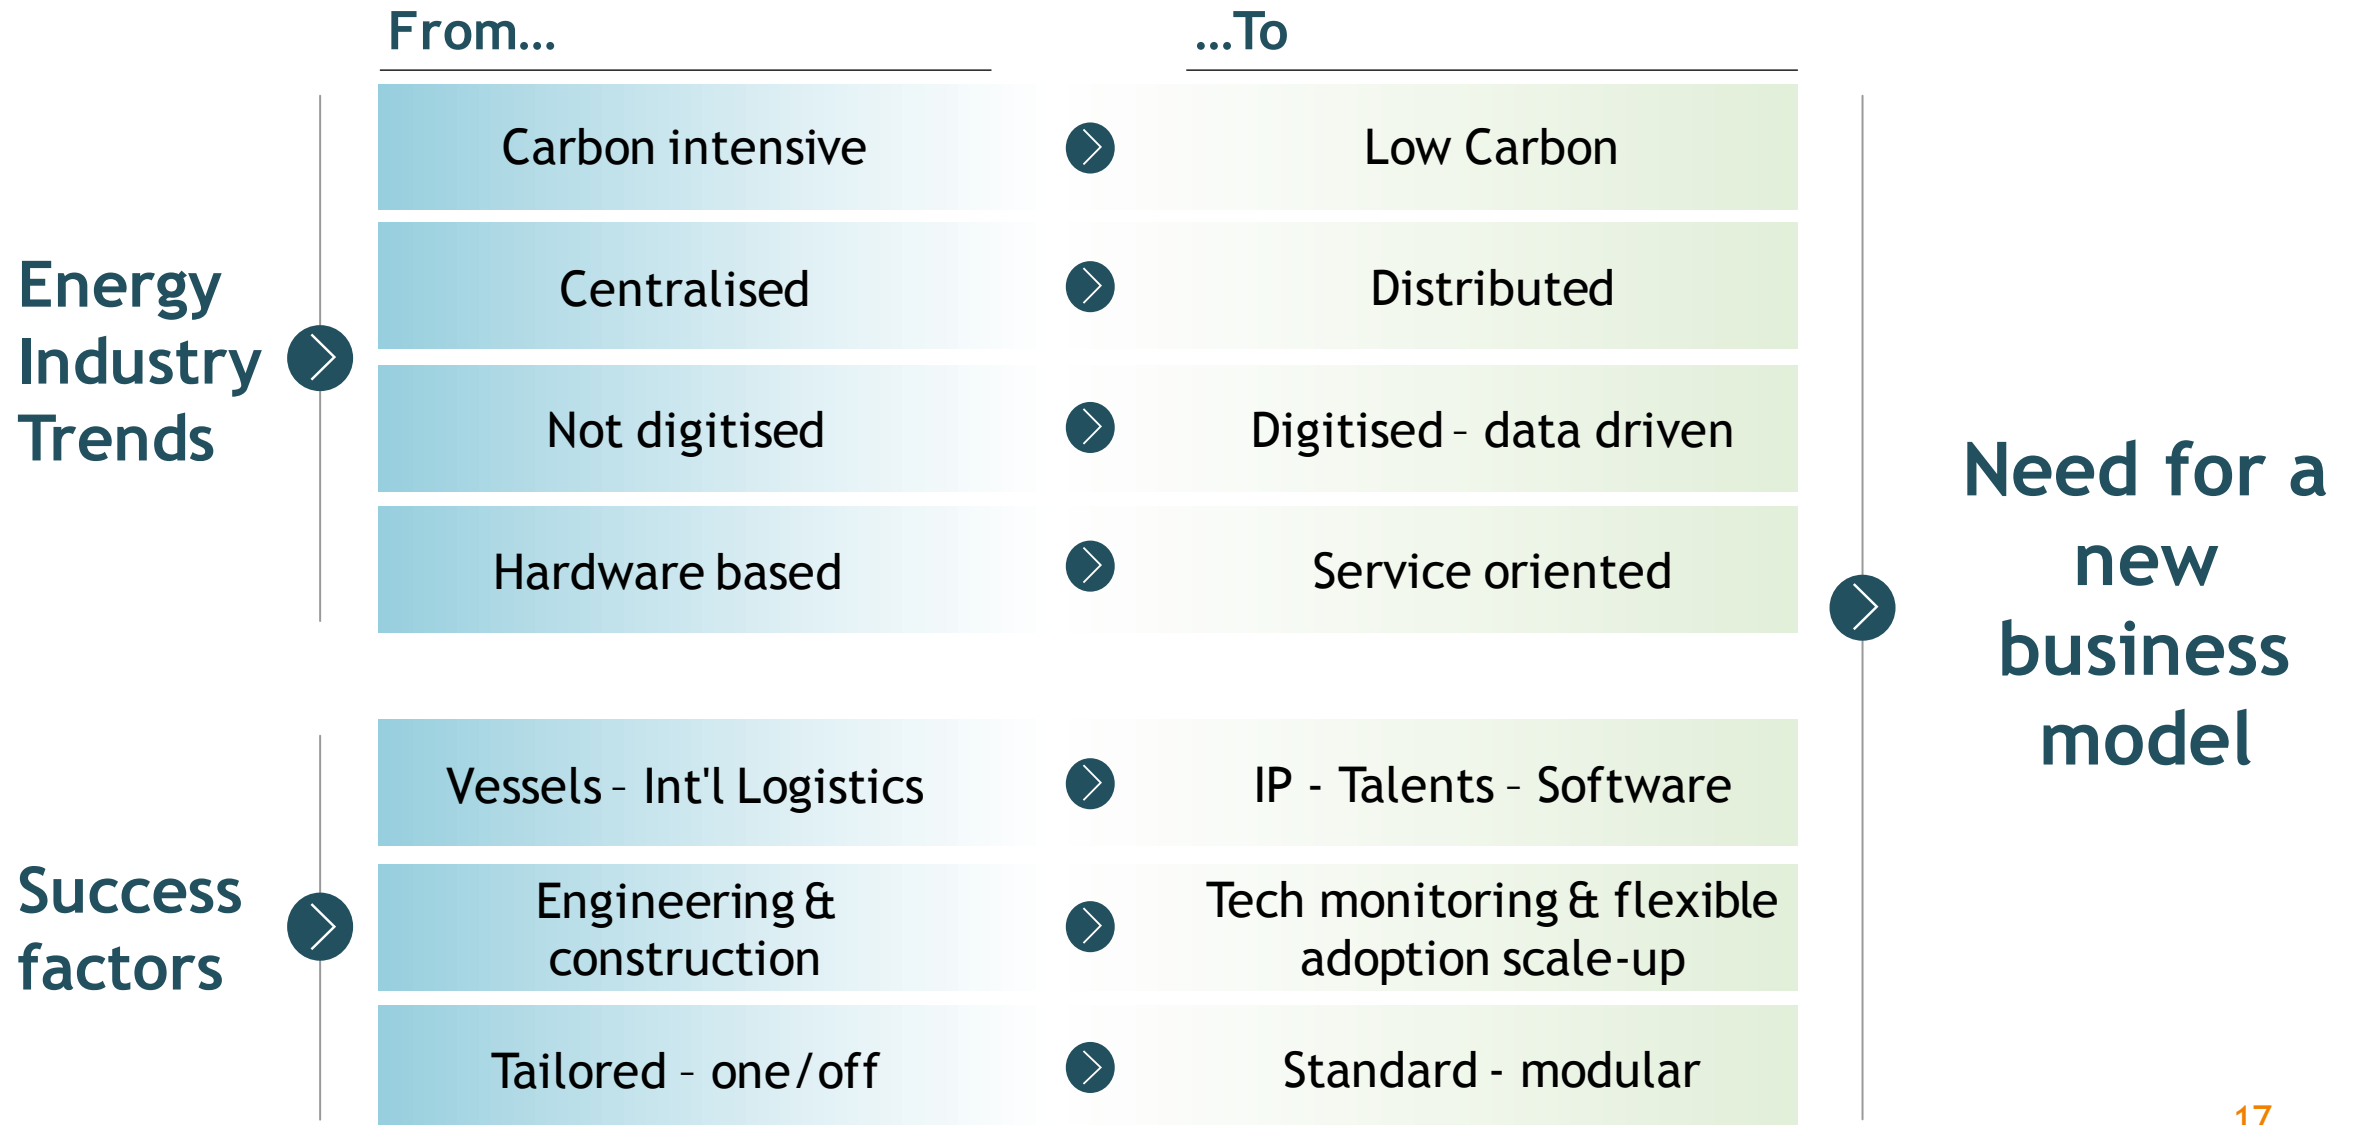 From…
…To
Energy
Industry
Trends
Carbon intensive
Low Carbon
Centralised
Distributed
Not digitised
Digitised – data driven
Hardware based
Service oriented
Success
factors
Vessels – Int'l Logistics
IP - Talents – Software
Engineering &
construction
Tech monitoring & flexible
adoption scale-up
Tailored – one/off
Standard - modular
Need for a
new
business
model
17